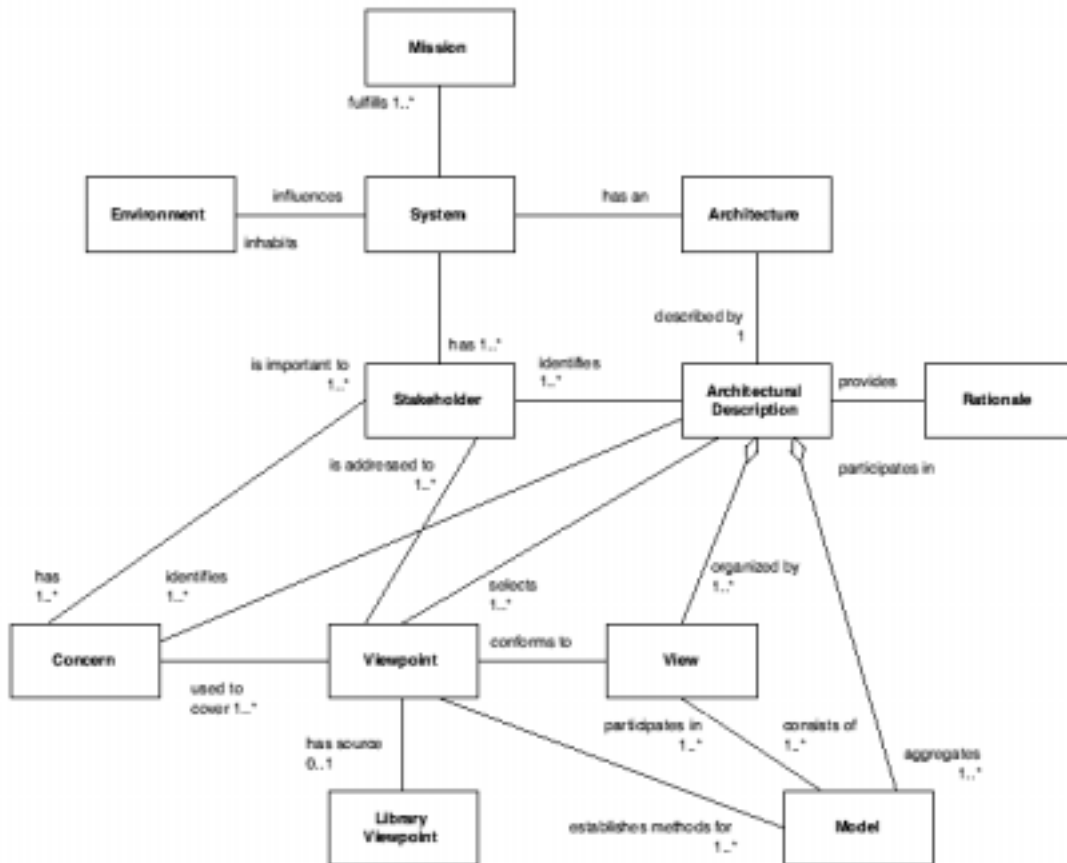 Mission
fulfills 1..*
influences
has an
Environment
System
Architecture
inhabits
described by
1
has 1..*
is important to
1..*
identifies
1..*
Stakeholder
Architectural
Description
provides
Rationale
is addressed to
1..*
participates in
has
1..*
identifies
1..*
selects
1..*
organized by
1..*
Concern
Viewpoint
conforms to
View
used to
cover 1..*
has source
0..1
participates in
1..*
consists of
1..*
aggregates
1..*
Library
Viewpoint
establishes methods for
1..*
Model